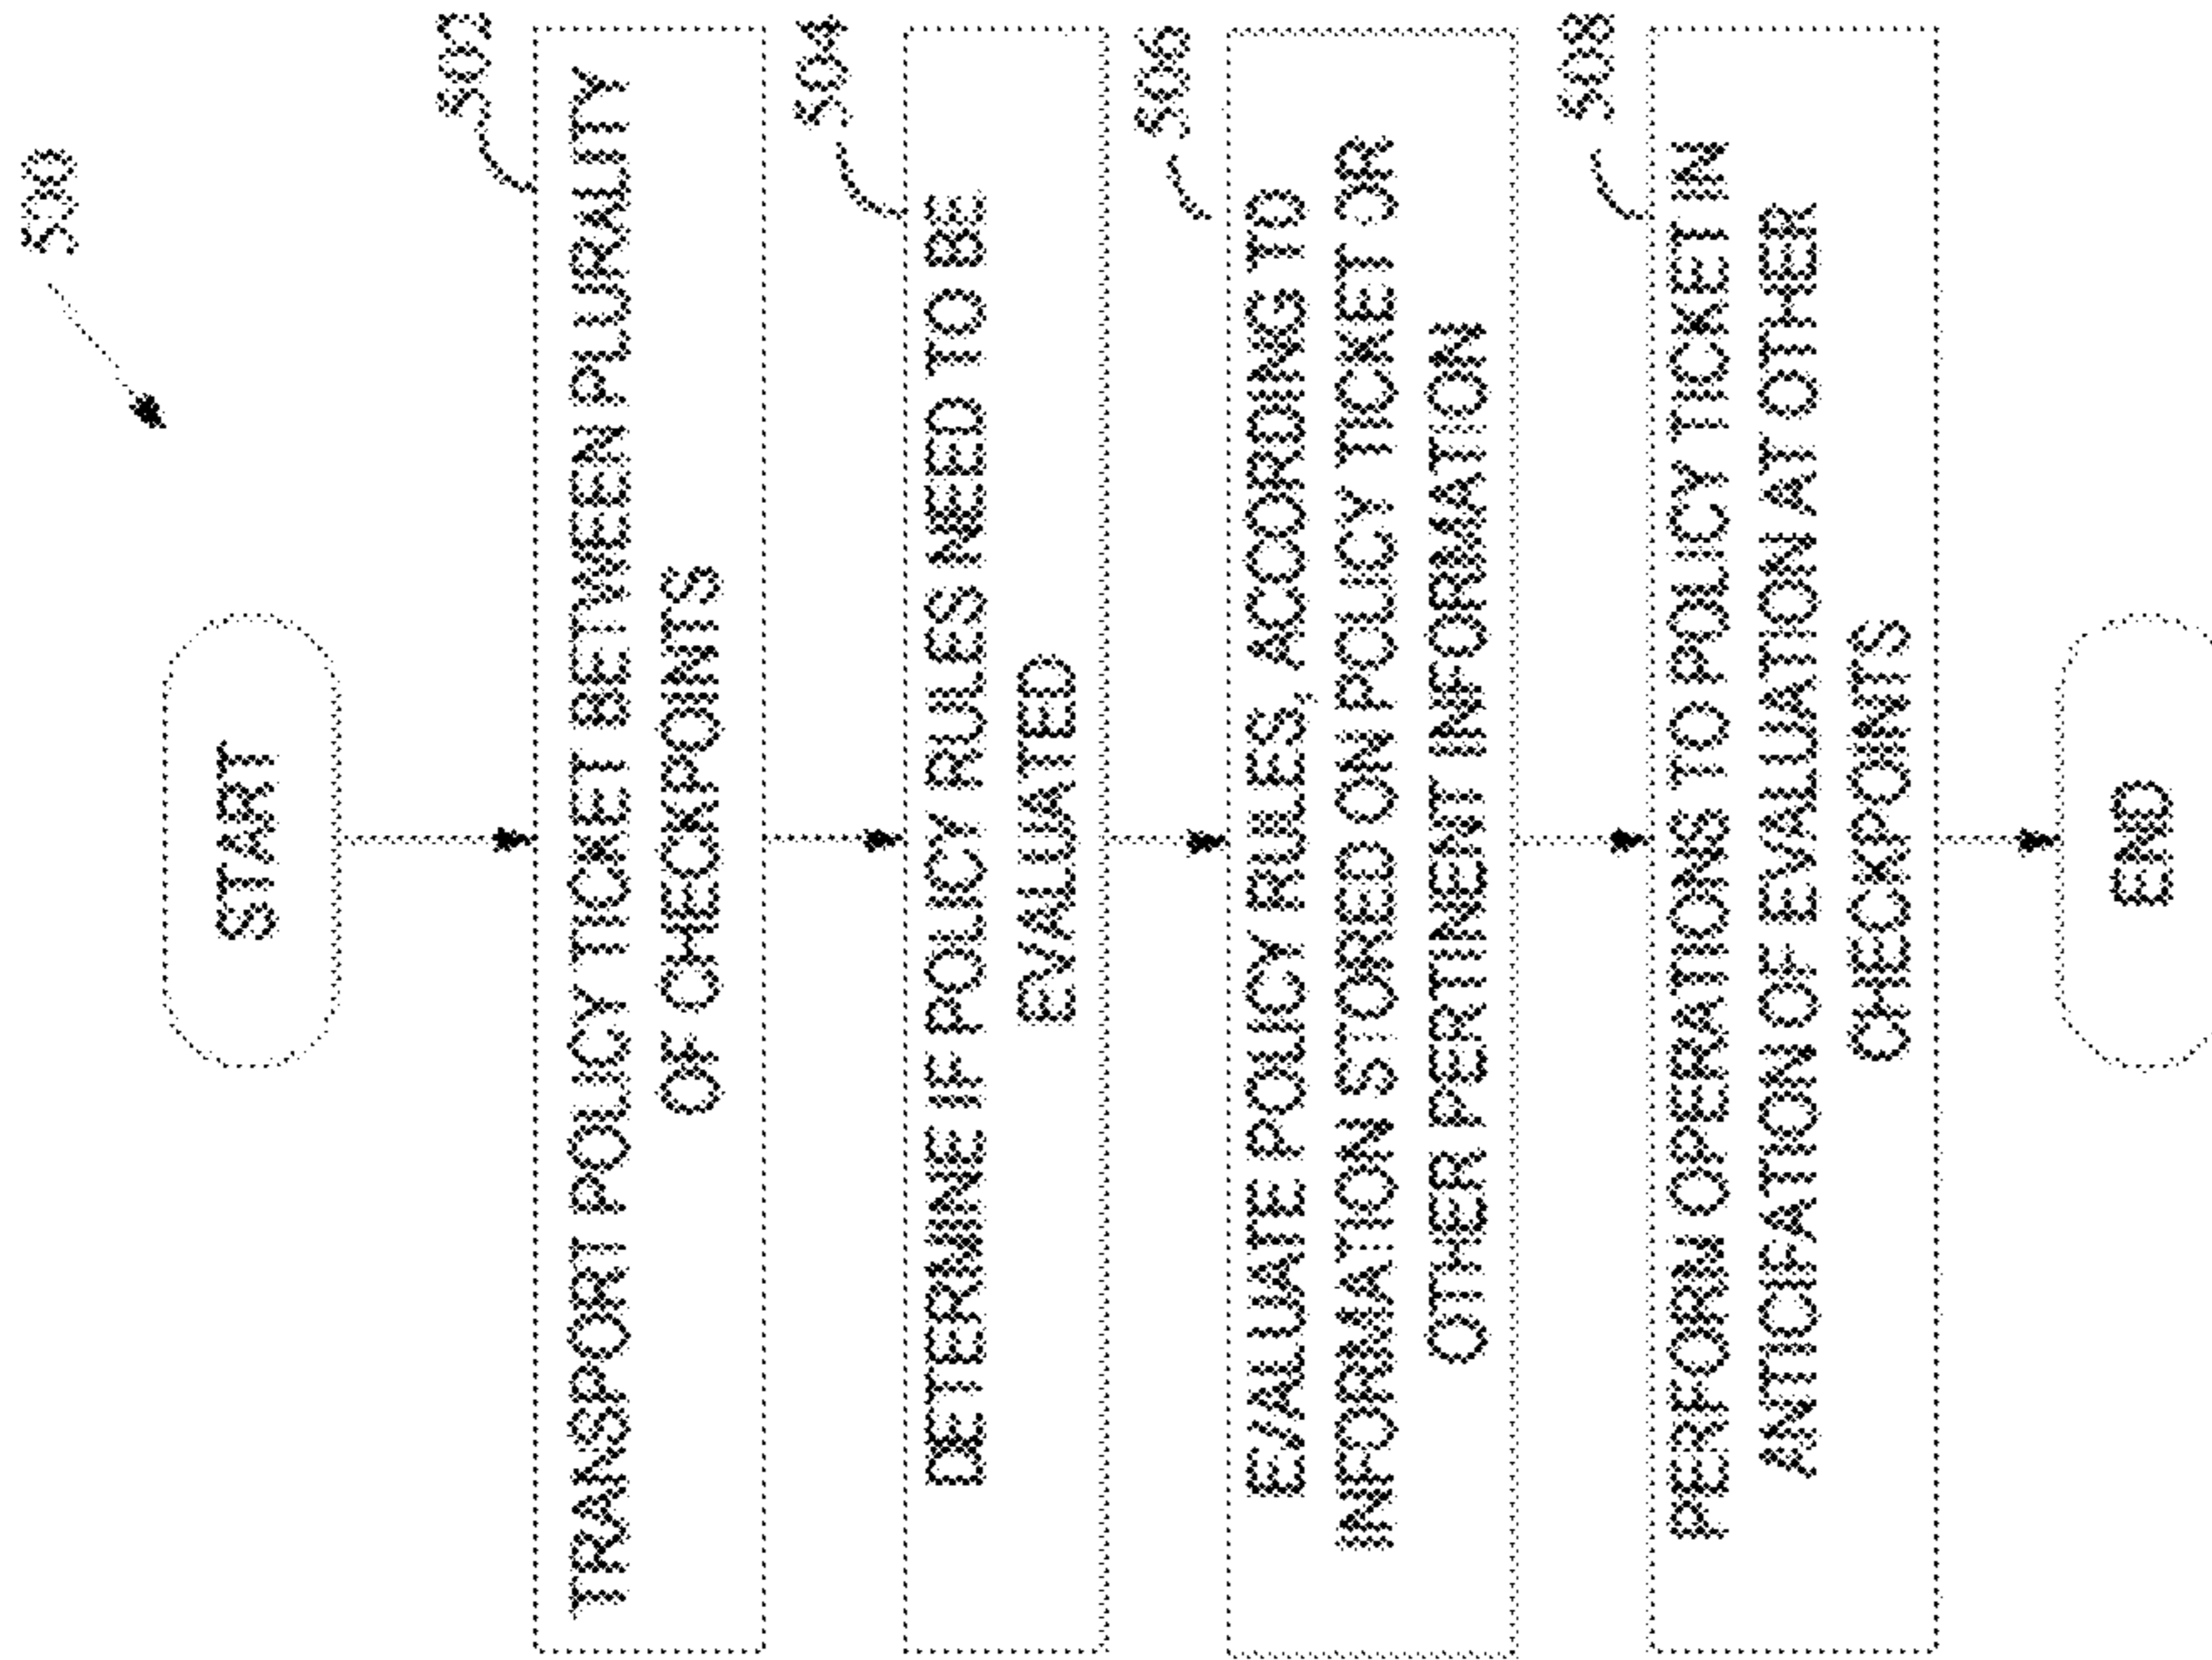 500
START
502
TRANSPORT POLICY TICKET BETWEEN PLURALITY
OF CHECKPOINTS
504
DETERMINE IF POLICY RULES NEED TO BE
EVALUATED
506
EVALUATE POLICY RULES, ACCORDING TO
INFORMATION STORED ON POLICY TICKET OR
OTHER PERTINENT INFORMATION
508
PERFORM OPERATIONS TO POLICY TICKET IN
ANTICIPATION OF EVALUATION AT OTHER
CHECKPOINTS
END